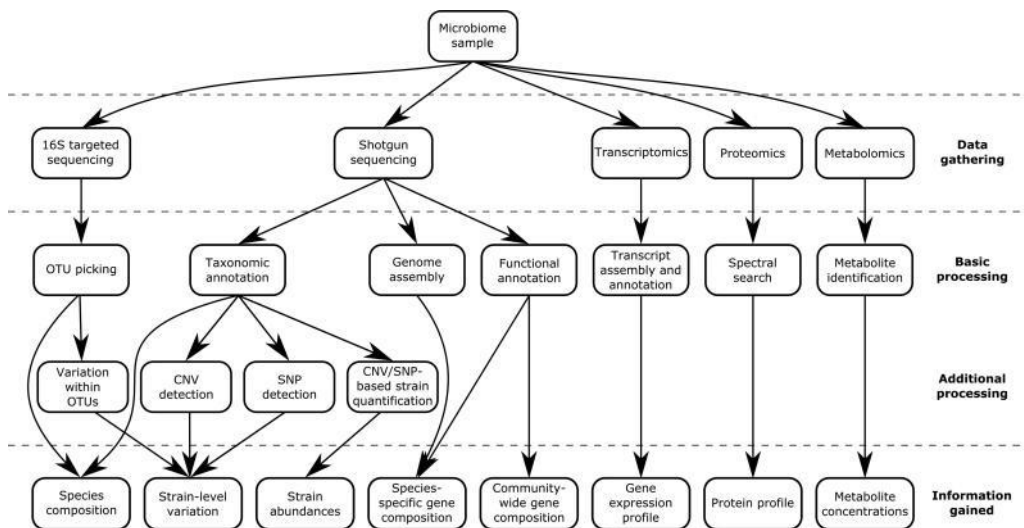 Microbiome
sample
16S targeted
sequencing
Shotgun
sequencing
Transcriptomics
Proteomics
Metabolomics
Data
gathering
OTU picking
Taxonomic
annotation
Genome
assembly
Functional
annotation
Transcript
assembly and
annotation
Spectral
search
Metabolite
identification
Basic
processing
Variation
within
OTUs
CNV
detection
SNP
detection
CNV/SNP-
based strain
quantification
Additional
processing
Species
composition
Strain-level
variation
Strain
abundances
Species-
specific gene
composition
Community-
wide gene
composition
Gene
expression
profile
Protein profile
Metabolite
concentrations
Information
gained